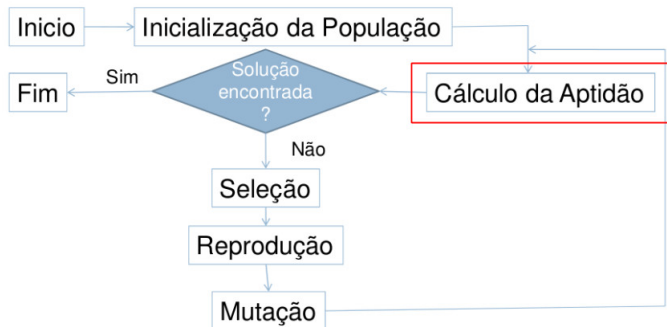 Inicio
Inicialização da População
Fim
Sim
Solução
encontrada
?
Cálculo da Aptidão
Não
Seleção
Reprodução
Mutação